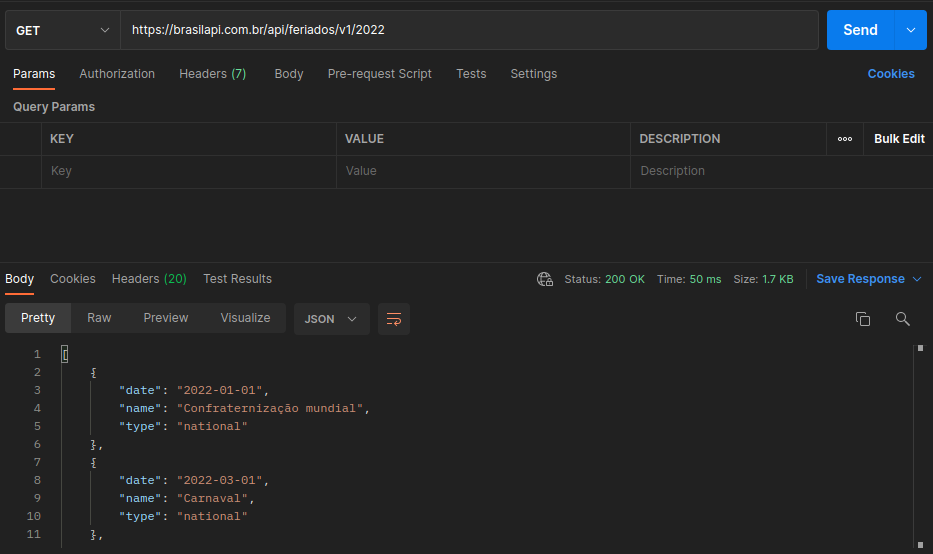 GET https://brasilapi.com.br/api/feriados/v1/2022 Send
Params Authorization Headers (7) Body Pre-request Script Tests Settings Cookies
Query Params
KEY VALUE DESCRIPTION ooo Bulk Edit
Key Value Description
Body Cookies Headers (20) Test Results Status: 200 OK Time: 50 ms Size: 1.7 KB Save Response
Pretty Raw Preview Visualize JSON
1 [
2 {
3 "date": "2022-01-01",
4 "name": "Confraternização mundial",
5 "type": "national"
6 },
7 {
8 "date": "2022-03-01",
9 "name": "Carnaval",
10 "type": "national"
11 },